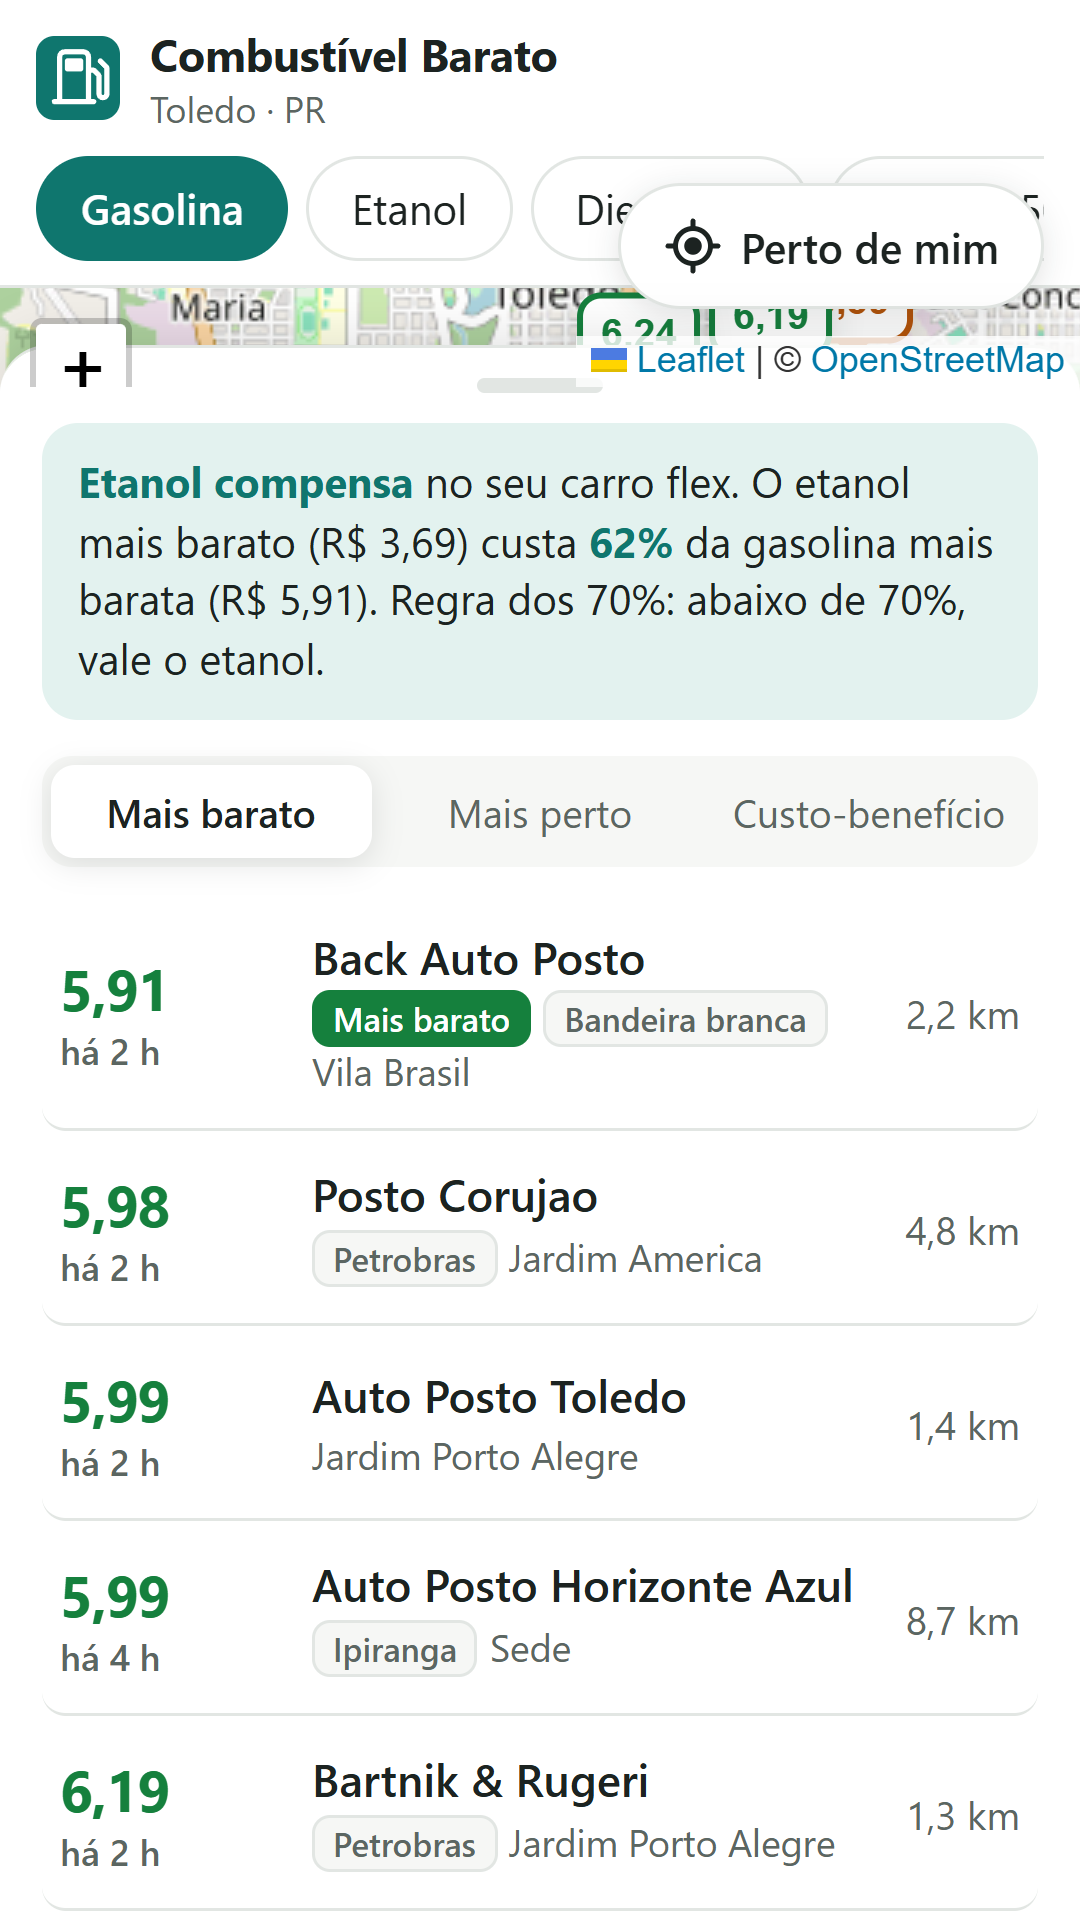 Combustível Barato
Toledo · PR
Gasolina
Etanol
Die
Perto de mim
Maria
Toledo
6,24
6,19
+
Leaflet | © OpenStreetMap
Etanol compensa no seu carro flex. O etanol
mais barato (R$ 3,69) custa 62% da gasolina mais
barata (R$ 5,91). Regra dos 70%: abaixo de 70%,
vale o etanol.
Mais barato
Mais perto
Custo-benefício
5,91
há 2 h
Back Auto Posto
Mais barato
Bandeira branca
Vila Brasil
2,2 km
5,98
há 2 h
Posto Corujao
Petrobras
Jardim America
4,8 km
5,99
há 2 h
Auto Posto Toledo
Jardim Porto Alegre
1,4 km
5,99
há 4 h
Auto Posto Horizonte Azul
Ipiranga
Sede
8,7 km
6,19
há 2 h
Bartnik & Rugeri
Petrobras
Jardim Porto Alegre
1,3 km